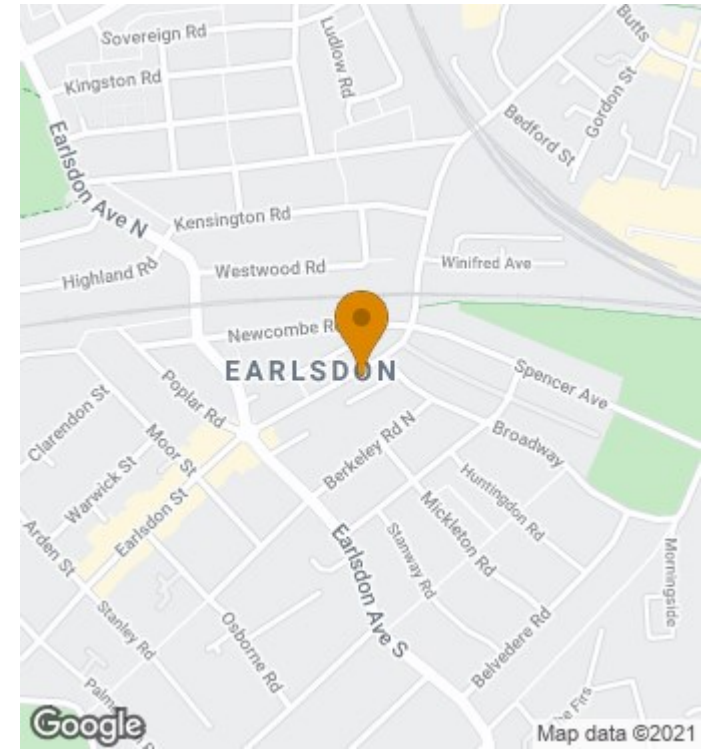 Sovereign Rd
Ludlow Rd
Butts
Kingston Rd
Gordon St
Bedford St
Earlsdon Ave N
Kensington Rd
Winifred Ave
Highland Rd
Westwood Rd
Newcombe R
EARLSDON
Spencer Ave
Poplar Rd
Clarendon St
Moor St
Broadway
Berkeley Rd N
Warwick St
Huntingdon Rd
Earlsdon St
Mickleton Rd
Arden St
Stanway Rd
Earlsdon Ave S
Morningside
Stanley Rd
Osborne Rd
Belvedere Rd
Palm
he Firs
Google
Map data ©2021